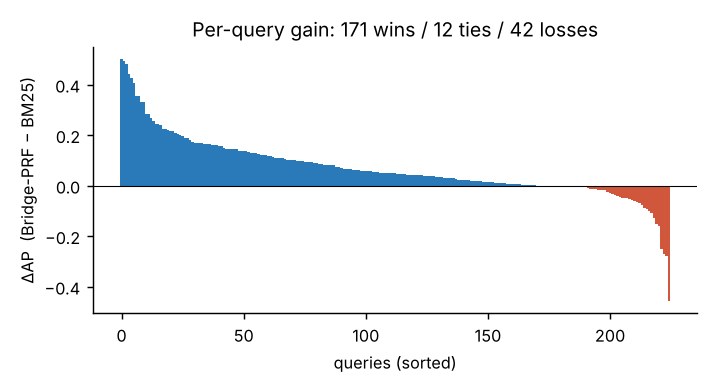 Per-query gain: 171 wins / 12 ties / 42 losses
ΔAP (Bridge-PRF − BM25)
0.4
0.2
0.0
−0.2
−0.4
0 50 100 150 200
queries (sorted)